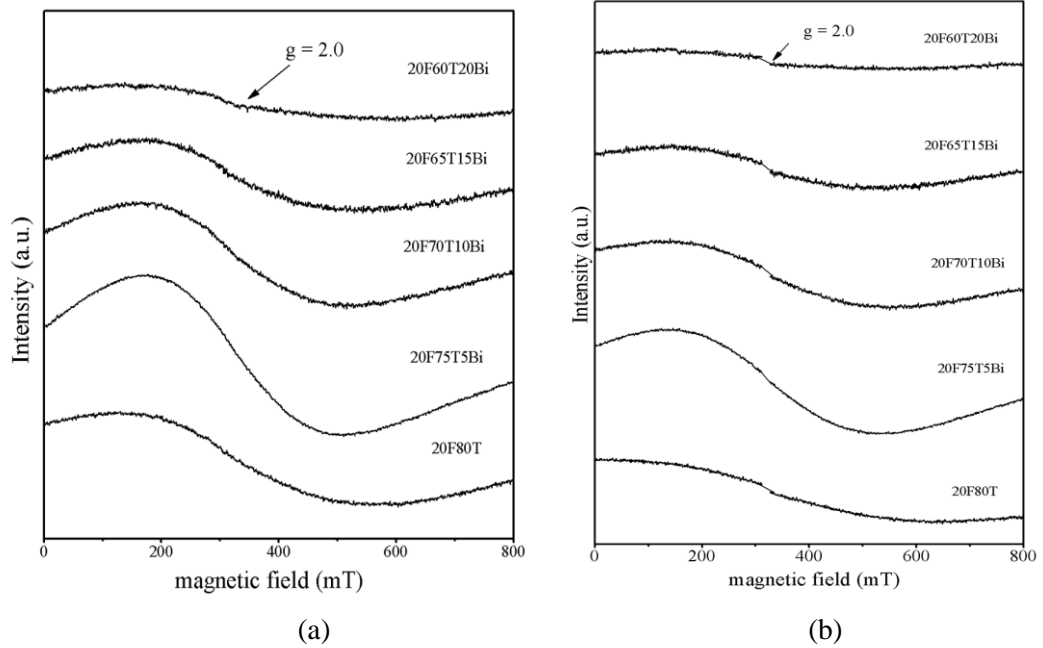 g = 2.0
20F60T20Bi
20F65T15Bi
20F70T10Bi
20F75T5Bi
20F80T
Intensity (a.u.)
0 200 400 600 800
magnetic field (mT)
(a)
g = 2.0
20F60T20Bi
20F65T15Bi
20F70T10Bi
20F75T5Bi
20F80T
Intensity (a.u.)
0 200 400 600 800
magnetic field (mT)
(b)